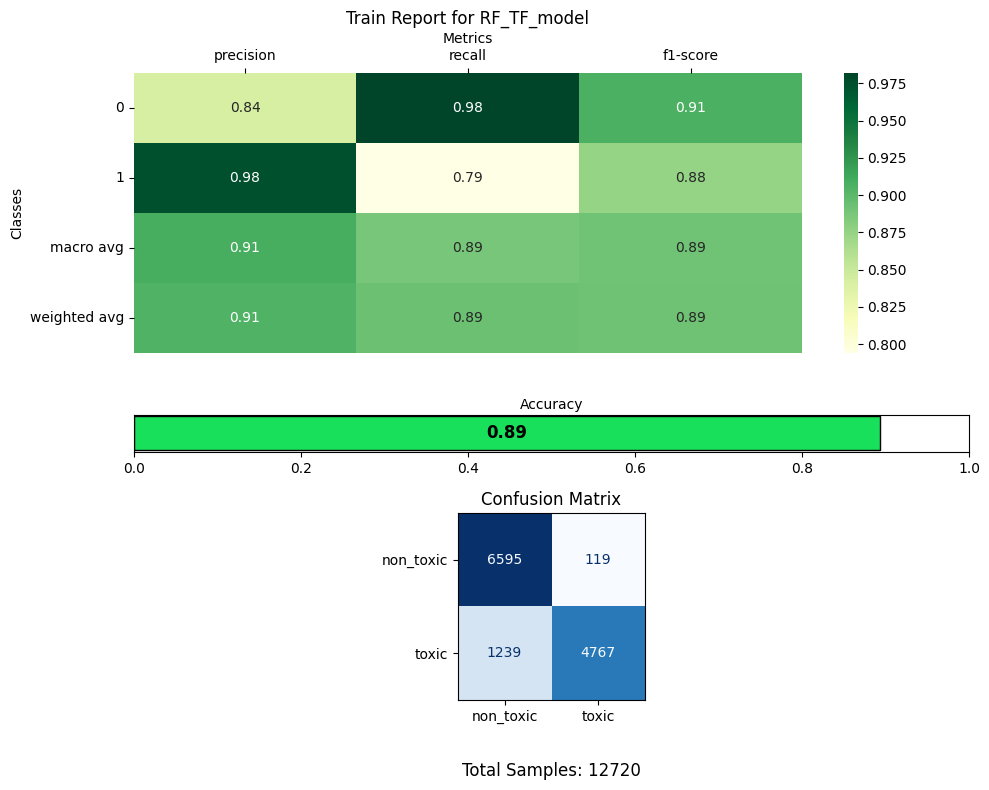 Train Report for RF_TF_model
Metrics
precision recall f1-score
Classes
0 0.84 0.98 0.91
1 0.98 0.79 0.88
macro avg 0.91 0.89 0.89
weighted avg 0.91 0.89 0.89
0.975
0.950
0.925
0.900
0.875
0.850
0.825
0.800
Accuracy
0.89
0.0 0.2 0.4 0.6 0.8 1.0
Confusion Matrix
non_toxic 6595 119
toxic 1239 4767
non_toxic toxic
Total Samples: 12720